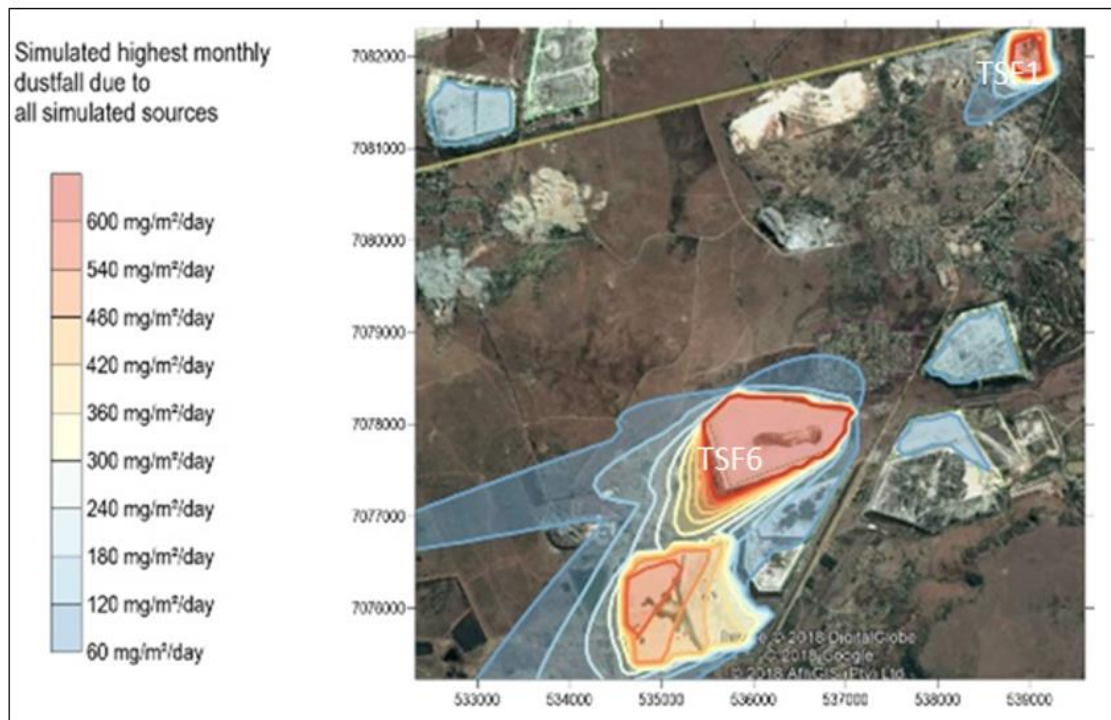 Simulated highest monthly
dustfall due to
all simulated sources
600 mg/m²/day
540 mg/m²/day
480 mg/m²/day
420 mg/m²/day
360 mg/m²/day
300 mg/m²/day
240 mg/m²/day
180 mg/m²/day
120 mg/m²/day
60 mg/m²/day
7082000
7081000
7080000
7079000
7078000
7077000
7076000
TSF1
TSF6
© 2018 DigitalGlobe
© 2018 Google
© 2018 AfriGIS (Pty) Ltd.
533000 534000 535000 536000 537000 538000 539000